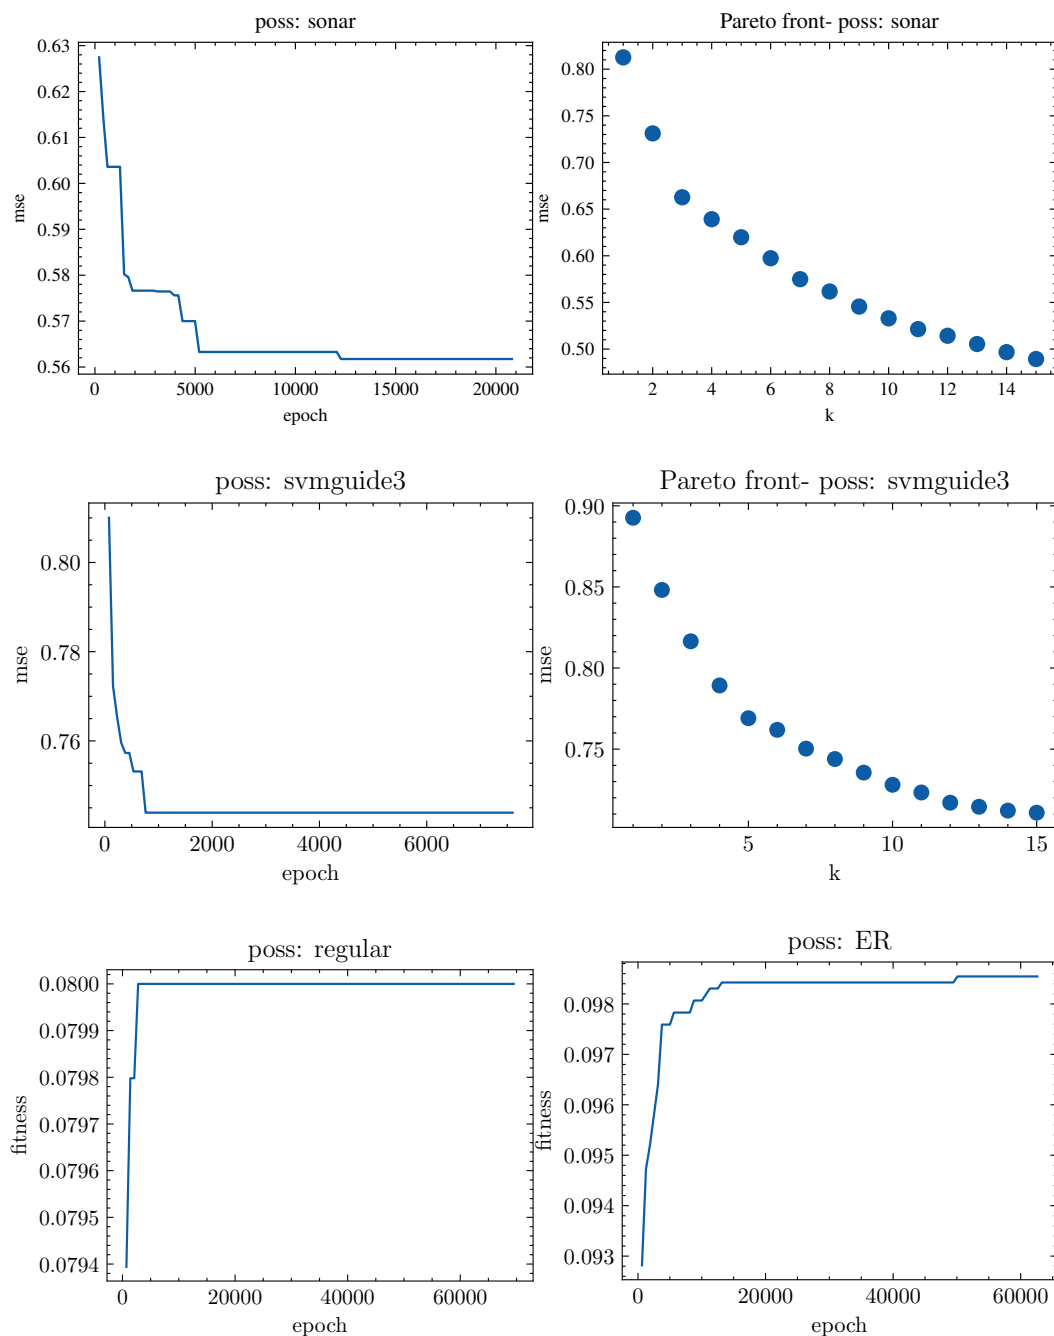 poss: sonar
0.63
0.62
0.61
0.60
0.59
0.58
0.57
0.56
mse
0 5000 10000 15000 20000
epoch
Pareto front- poss: sonar
0.80
0.75
0.70
0.65
0.60
0.55
0.50
mse
2 4 6 8 10 12 14
k
poss: svmguide3
0.80
0.78
0.76
mse
0 2000 4000 6000
epoch
Pareto front- poss: svmguide3
0.90
0.85
0.80
0.75
mse
5 10 15
k
poss: regular
0.0800
0.0799
0.0798
0.0797
0.0796
0.0795
0.0794
fitness
0 20000 40000 60000
epoch
poss: ER
0.098
0.097
0.096
0.095
0.094
0.093
fitness
0 20000 40000 60000
epoch